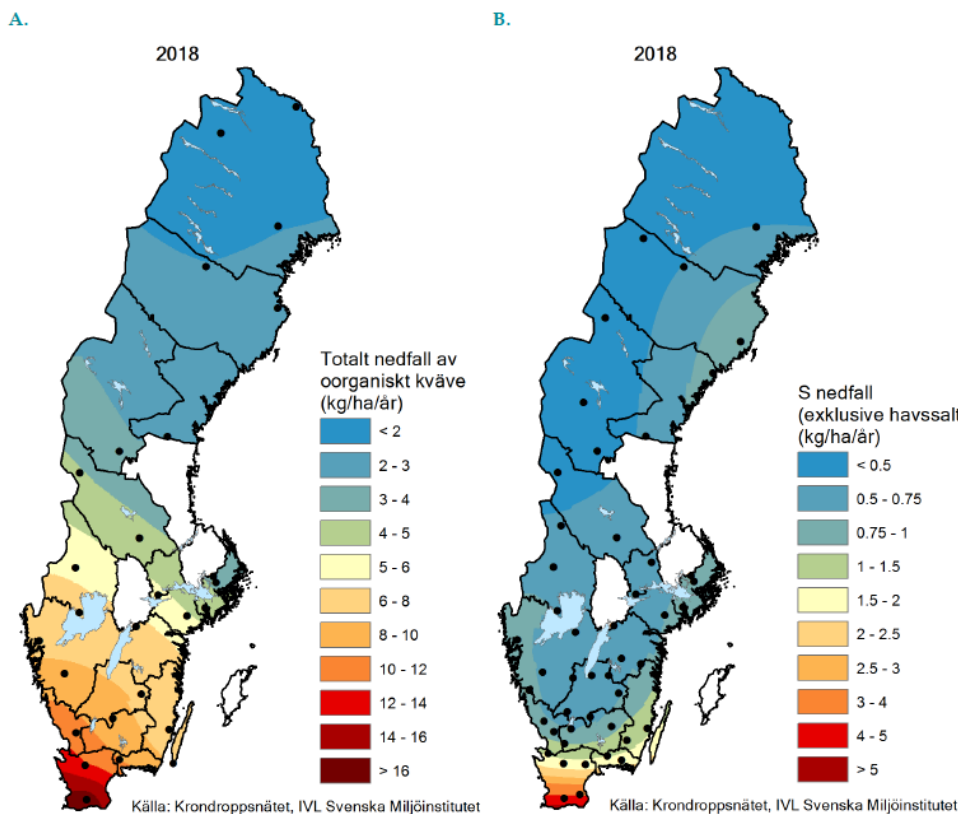 A.
2018
Totalt nedfall av
oorganiskt kväve
(kg/ha/år)
< 2
2 - 3
3 - 4
4 - 5
5 - 6
6 - 8
8 - 10
10 - 12
12 - 14
14 - 16
> 16
Källa: Krondroppsnätet, IVL Svenska Miljöinstitutet
B.
2018
S nedfall
(exklusive havssalt
(kg/ha/år)
< 0.5
0.5 - 0.75
0.75 - 1
1 - 1.5
1.5 - 2
2 - 2.5
2.5 - 3
3 - 4
4 - 5
> 5
Källa: Krondroppsnätet, IVL Svenska Miljöinstitutet